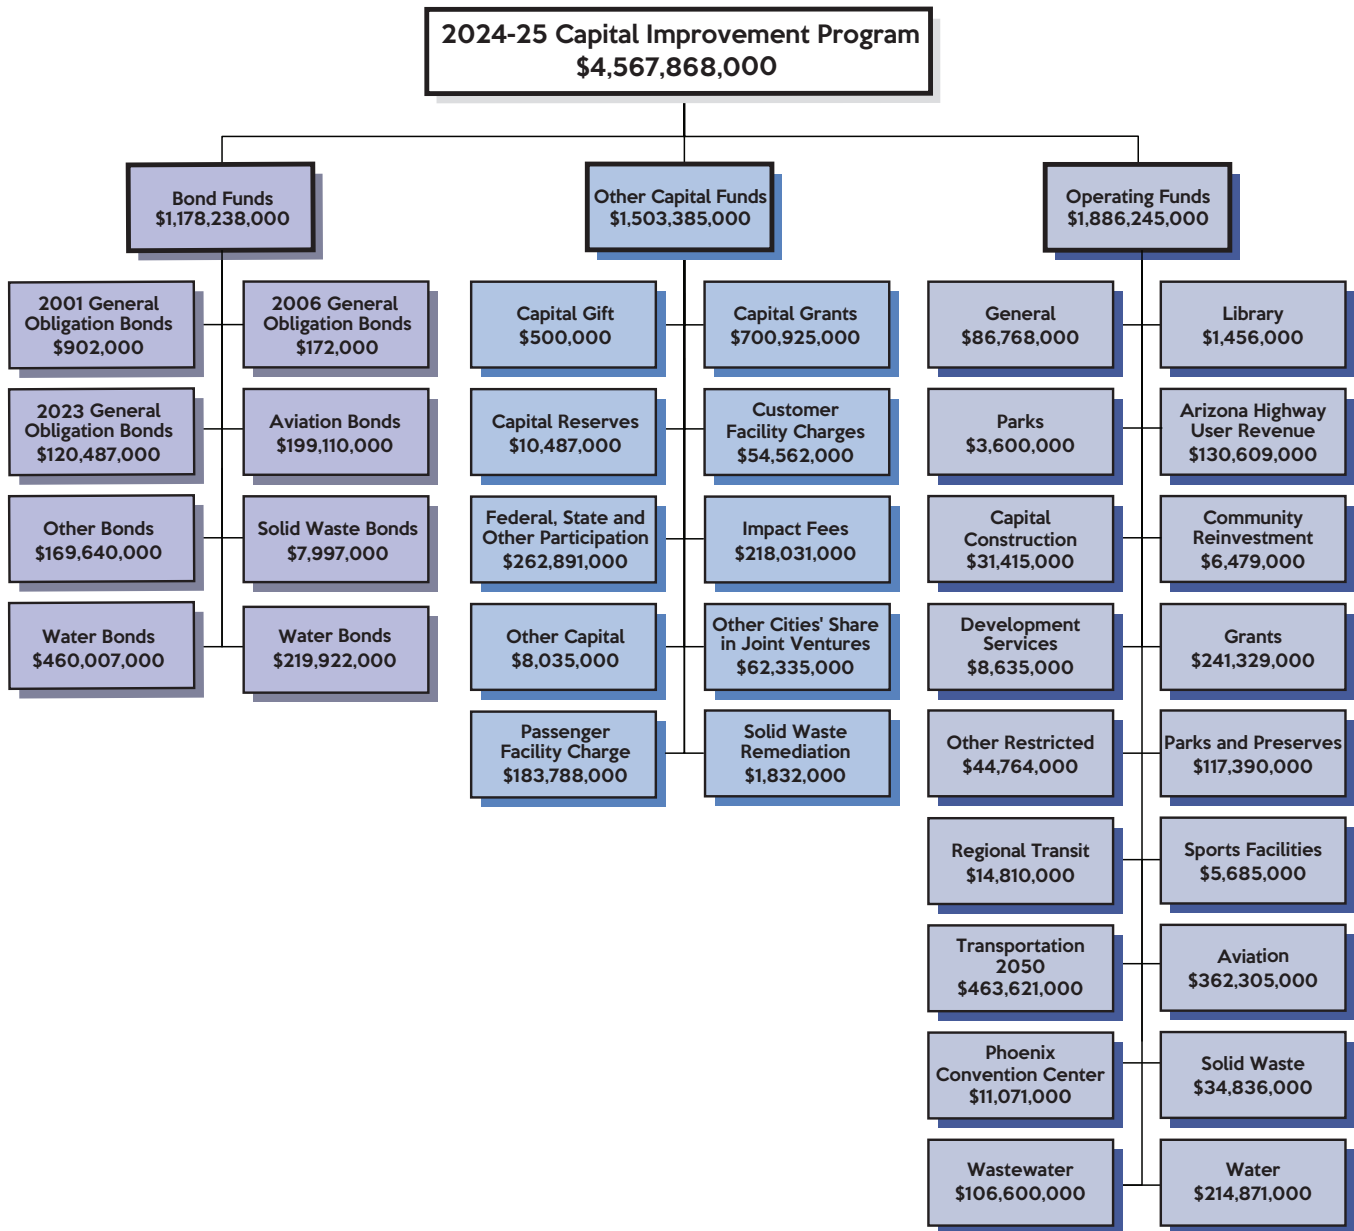 2024-25 Capital Improvement Program
$4,567,868,000
Bond Funds
$1,178,238,000
Other Capital Funds
$1,503,385,000
Operating Funds
$1,886,245,000
2001 General
Obligation Bonds
$902,000
2006 General
Obligation Bonds
$172,000
2023 General
Obligation Bonds
$120,487,000
Aviation Bonds
$199,110,000
Other Bonds
$169,640,000
Solid Waste Bonds
$7,997,000
Water Bonds
$460,007,000
Water Bonds
$219,922,000
Capital Gift
$500,000
Capital Grants
$700,925,000
Capital Reserves
$10,487,000
Customer
Facility Charges
$54,562,000
Federal, State and
Other Participation
$262,891,000
Impact Fees
$218,031,000
Other Capital
$8,035,000
Other Cities' Share
in Joint Ventures
$62,335,000
Passenger
Facility Charge
$183,788,000
Solid Waste
Remediation
$1,832,000
General
$86,768,000
Library
$1,456,000
Parks
$3,600,000
Arizona Highway
User Revenue
$130,609,000
Capital
Construction
$31,415,000
Community
Reinvestment
$6,479,000
Development
Services
$8,635,000
Grants
$241,329,000
Other Restricted
$44,764,000
Parks and Preserves
$117,390,000
Regional Transit
$14,810,000
Sports Facilities
$5,685,000
Transportation
2050
$463,621,000
Aviation
$362,305,000
Phoenix
Convention Center
$11,071,000
Solid Waste
$34,836,000
Wastewater
$106,600,000
Water
$214,871,000